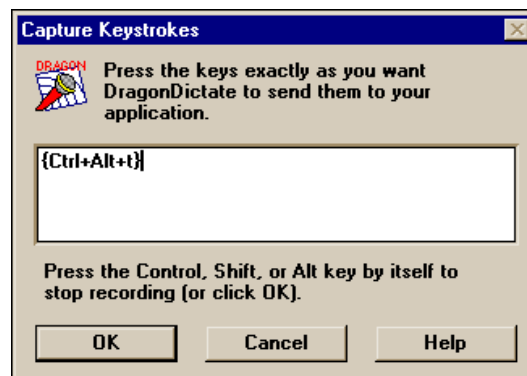 Capture Keystrokes
DRAGON
Press the keys exactly as you want
DragonDictate to send them to your
application.
{Ctrl+Alt+t}
Press the Control, Shift, or Alt key by itself to
stop recording (or click OK).
OK Cancel Help